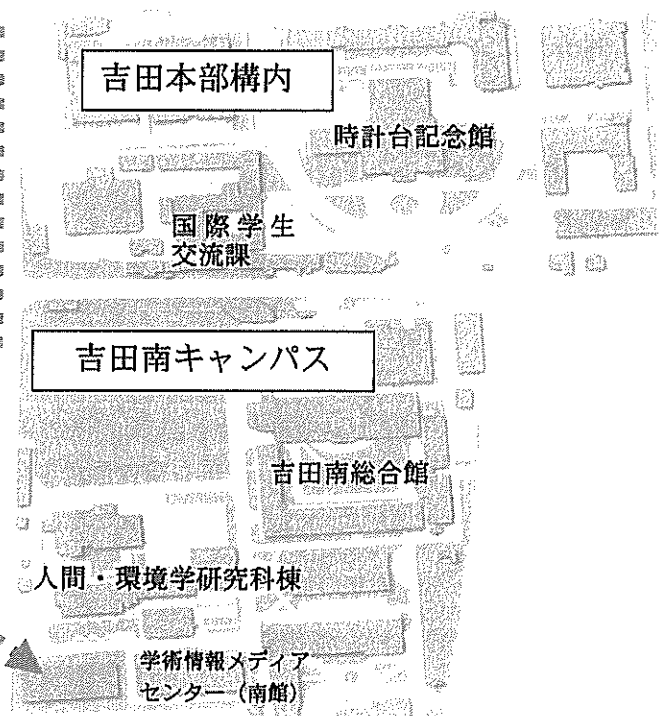 吉田本部構内
時計台記念館
国際学生
交流課
吉田南キャンパス
吉田南総合館
人間・環境学研究科棟
学術情報メディア
センター（南館）